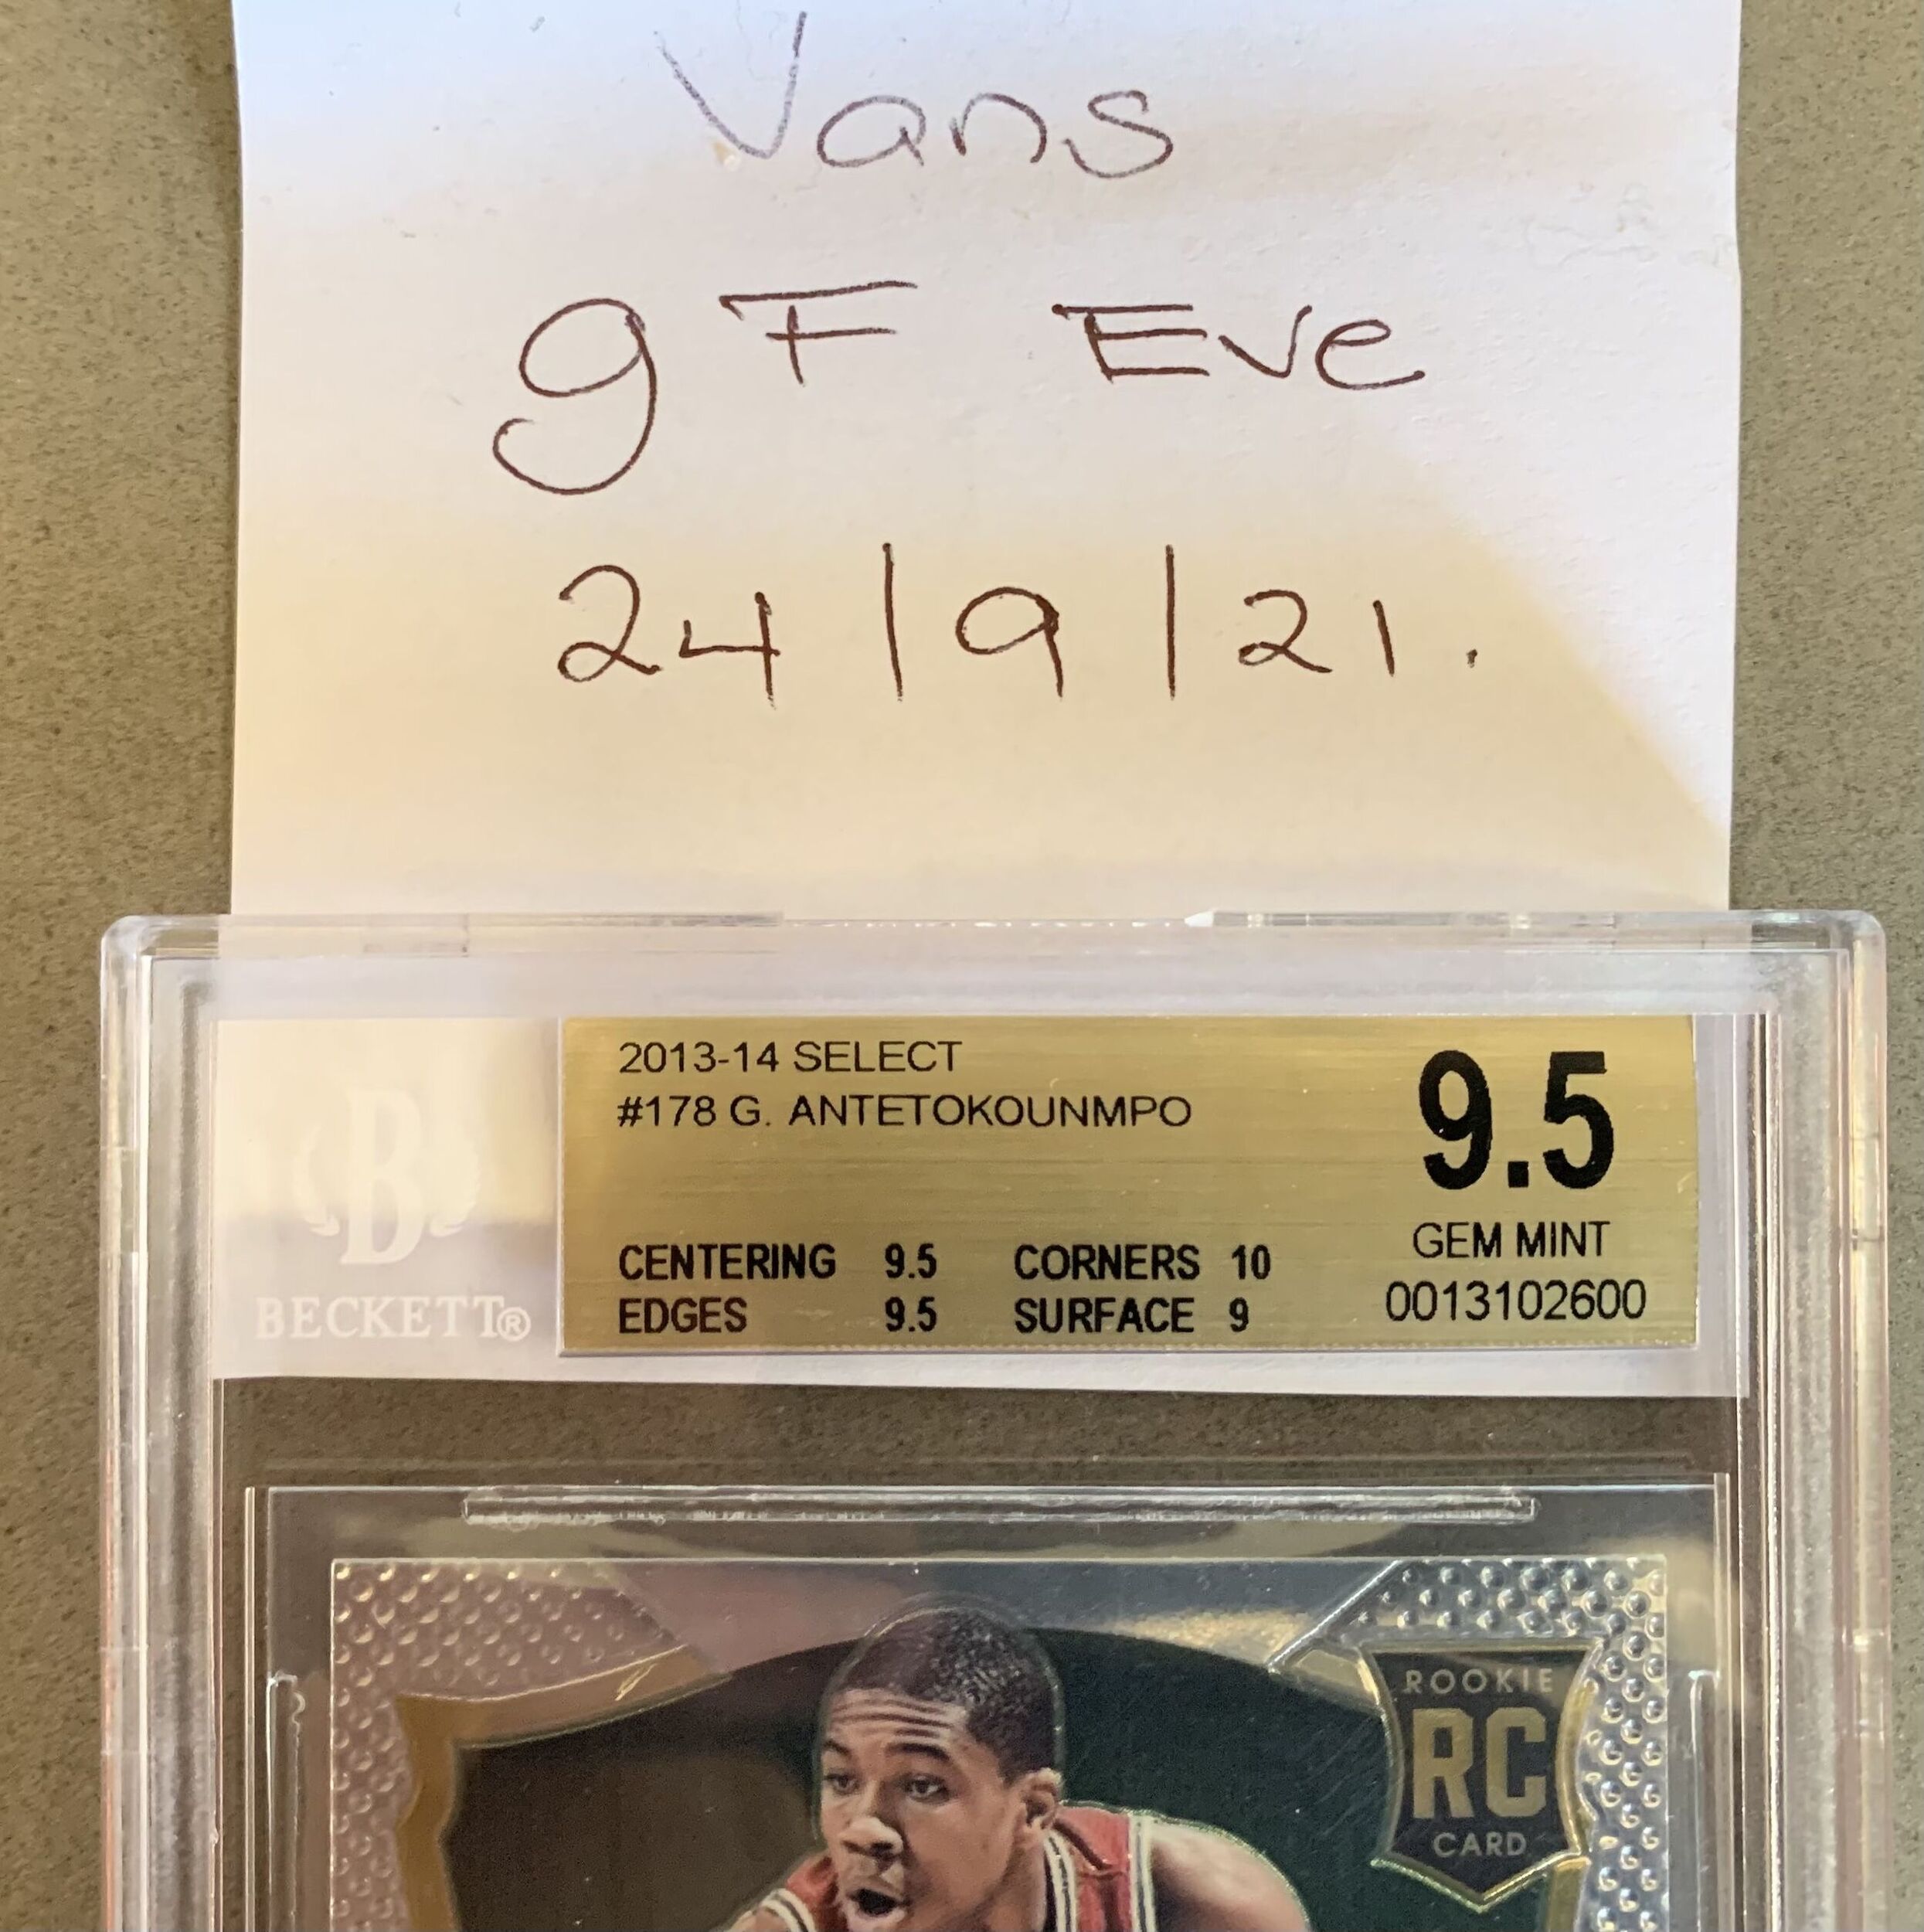 Vans
gF Eve
24/9/21.
2013-14 SELECT
#178 G. ANTETOKOUNMPO
9.5
GEM MINT
0013102600
CENTERING 9.5 CORNERS 10
EDGES 9.5 SURFACE 9
B
BECKETT®
ROOKIE
RC
CARD